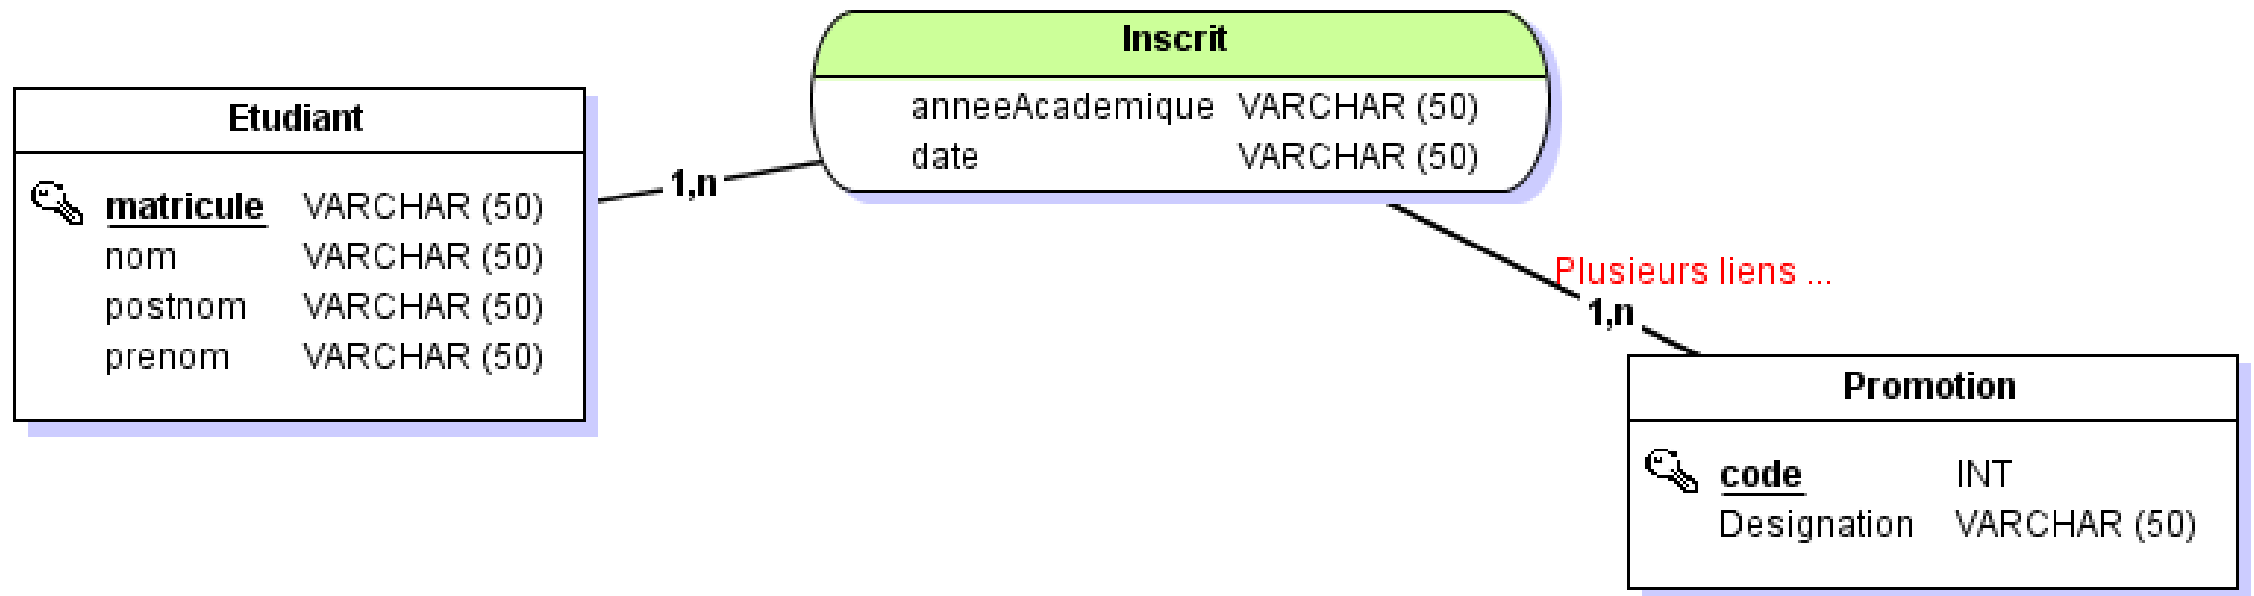 Inscrit
anneeAcademique VARCHAR (50)
date VARCHAR (50)
Etudiant
matricule VARCHAR (50)
nom VARCHAR (50)
postnom VARCHAR (50)
prenom VARCHAR (50)
1,n
Plusieurs liens ...
1,n
Promotion
code INT
Designation VARCHAR (50)